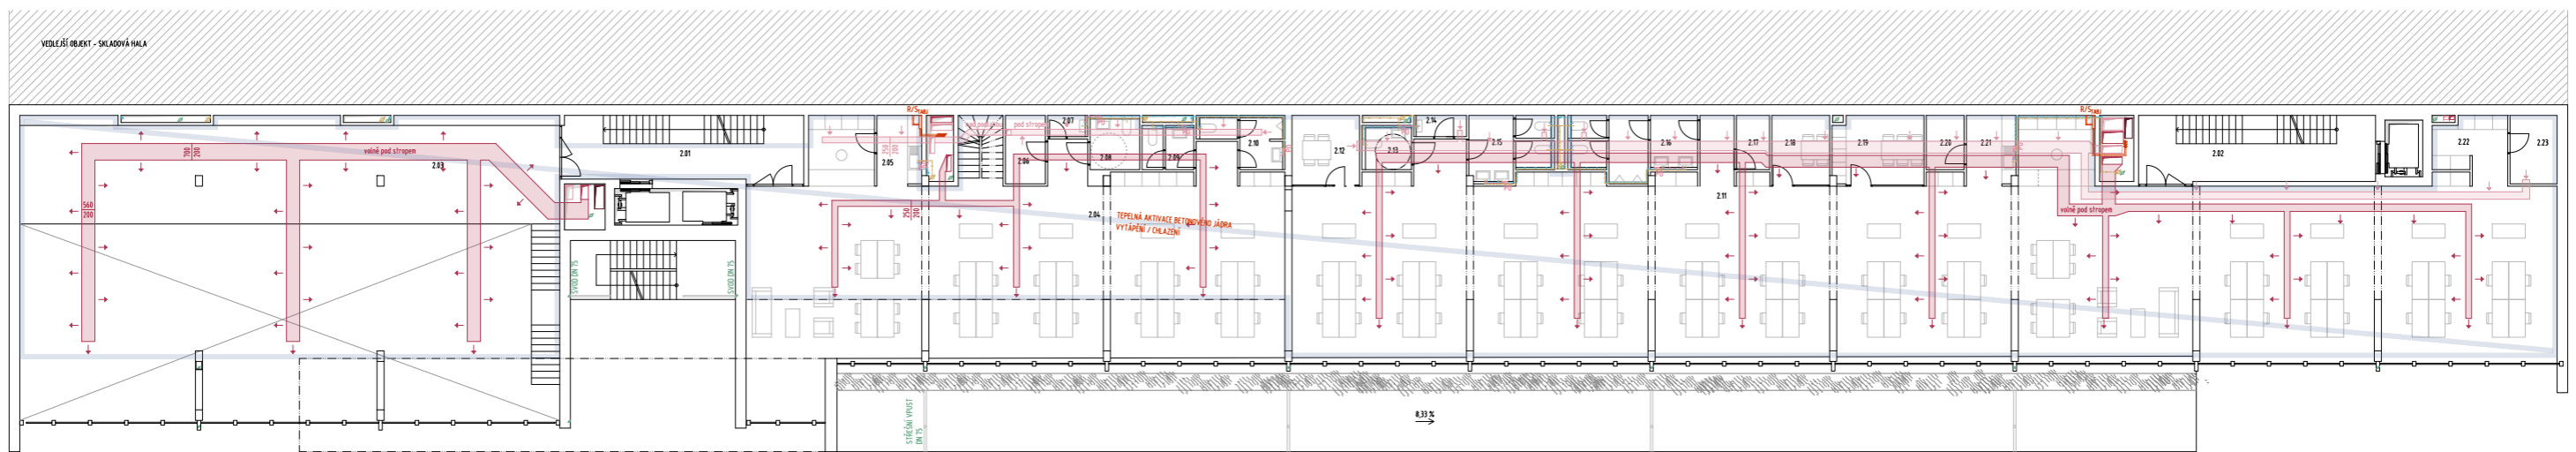 VEDLEJŠÍ OBJEKT - SKLADOVÁ HALA
R/S
R/S
2.01
2.02
2.03
2.04
2.05
2.06
2.07
2.08
2.09
2.10
2.11
2.12
2.13
2.14
2.15
2.16
2.17
2.18
2.19
2.20
2.21
2.22
2.23
volně pod stropem
700
200
560
200
250
200
250
200
pod stropem
volně pod stropem
TEPELNÁ AKTIVACE BETONOVÉHO JÁDRA
VYTÁPĚNÍ / CHLAZENÍ
SVOD DN 75
SVOD DN 75
STŘEŠNÍ VPUST
DN 75
8,33 %